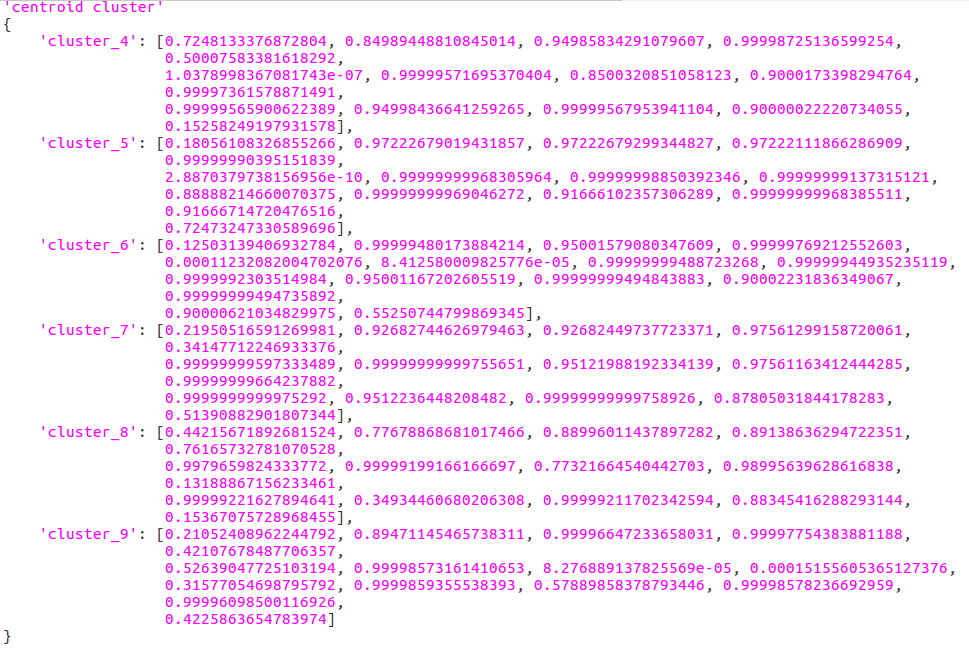 'centroid cluster'
{
'cluster_4': [0.7248133376872804, 0.84989448810845014, 0.94985834291079607, 0.99998725136599254,
0.50007583381618292,
1.0378998367081743e-07, 0.99999571695370404, 0.8500320851058123, 0.9000173398294764,
0.99997361578871491,
0.99999565900622389, 0.94998436641259265, 0.99999567953941104, 0.90000022220734055,
0.15258249197931578],
'cluster_5': [0.18056108326855266, 0.97222679019431857, 0.97222679299344827, 0.97222111866286909,
0.99999990395151839,
2.8870379738156956e-10, 0.99999999968305964, 0.99999998850392346, 0.99999999137315121,
0.88888214660070375, 0.99999999969046272, 0.91666102357306289, 0.99999999968385511,
0.91666714720476516,
0.72473247330589696],
'cluster_6': [0.12503139406932784, 0.99999480173884214, 0.95001579080347609, 0.99999769212552603,
0.00011232082004702076, 8.412580009825776e-05, 0.99999999488723268, 0.99999944935235119,
0.9999999230351​4984, 0.95001167202605519, 0.99999999494843883, 0.90002231836349067,
0.99999999494735892,
0.90000621034829975, 0.55250744799869345],
'cluster_7': [0.21950516591269981, 0.92682744626979463, 0.92682449737723371, 0.97561299158720061,
0.34147712246933376,
0.99999999597333489, 0.99999999999755651, 0.95121988192334139, 0.97561163412444285,
0.99999999664237882,
0.9999999999975292, 0.9512236448208482, 0.99999999999758926, 0.87805031844178283,
0.51390882901807344],
'cluster_8': [0.44215671892681524, 0.77678868681017466, 0.88996011437897282, 0.89138636294722351,
0.76165732781070528,
0.9979659824333772, 0.99999199166166697, 0.77321664540442703, 0.98995639628616838,
0.13188867156233461,
0.99999221627894641, 0.34934460680206308, 0.99999211702342594, 0.88345416288293144,
0.15367075728968455],
'cluster_9': [0.21052408962244792, 0.89471145465738311, 0.99996647233658031, 0.99997754383881188,
0.42107678487706357,
0.52639047725103194, 0.99998573161410653, 8.276889137825569e-05, 0.00015155605365127376,
0.31577054698795792, 0.9999859355538393, 0.57889858378793446, 0.99998578236692959,
0.99996098500116926,
0.4225863654783974]
}